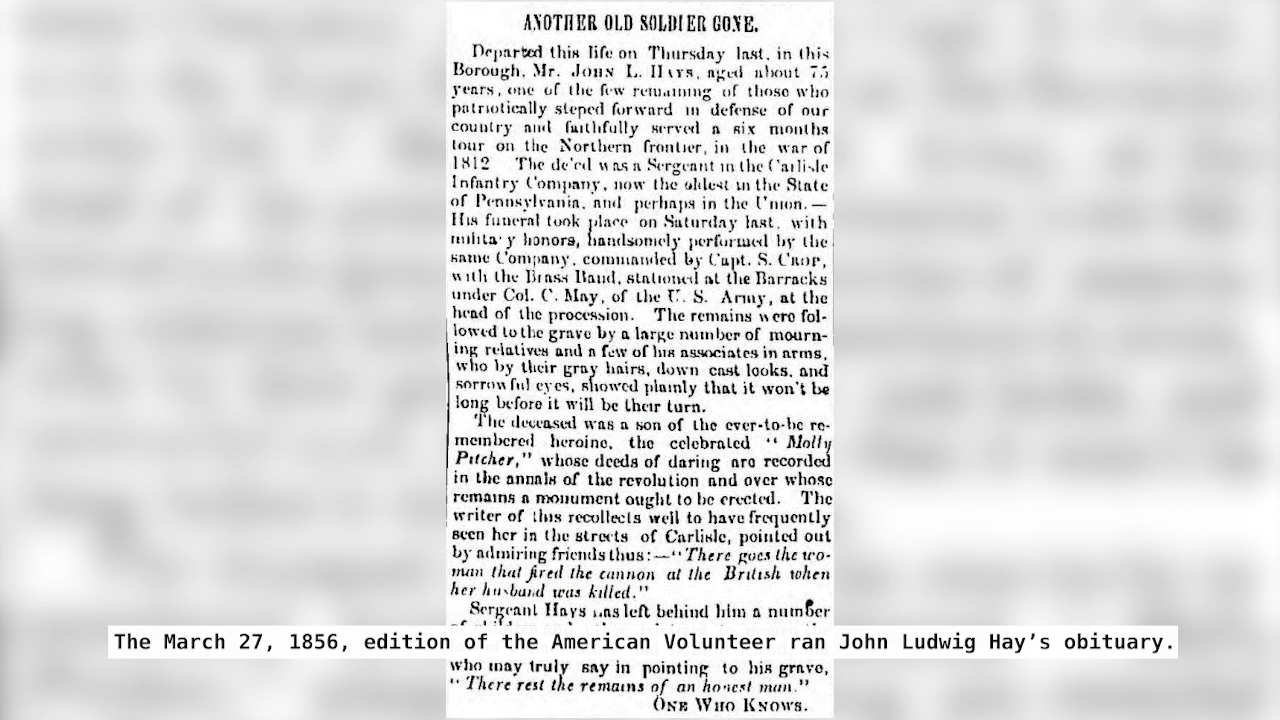 ANOTHER OLD SOLDIER GONE.
Departed this life on Thursday last, in this
Borough, Mr. JOHN L. HAYS, aged about 75
years, one of the few remaining of those who
patriotically steped forward in defense of our
country and faithfully served a six months
tour on the Northern frontier, in the war of
1812 The de'ed was a Sergeant in the Carlisle
Infantry Company, now the oldest in the State
of Pennsylvania, and perhaps in the Union.—
His funeral took place on Saturday last, with
military honors, handsomely performed by the
same Company, commanded by Capt. S. CROP,
with the Brass Band, stationed at the Barracks
under Col. C. May, of the U. S. Army, at the
head of the procession. The remains were fol-
lowed to the grave by a large number of mourn-
ing relatives and a few of his associates in arms,
who by their gray hairs, down cast looks, and
sorrowful eyes, showed plainly that it won't be
long before it will be their turn.
The deceased was a son of the ever-to-be re-
membered heroine, the celebrated "Molly
Pitcher," whose deeds of daring are recorded
in the annals of the revolution and over whose
remains a monument ought to be erected. The
writer of this recollects well to have frequently
seen her in the streets of Carlisle, pointed out
by admiring friends thus:—"There goes the wo-
man that fired the cannon at the British when
her husband was killed."
Sergeant Hays has left behind him a number
The March 27, 1856, edition of the American Volunteer ran John Ludwig Hay’s obituary.
who may truly say in pointing to his grave,
"There rest the remains of an honest man."
ONE WHO KNOWS.